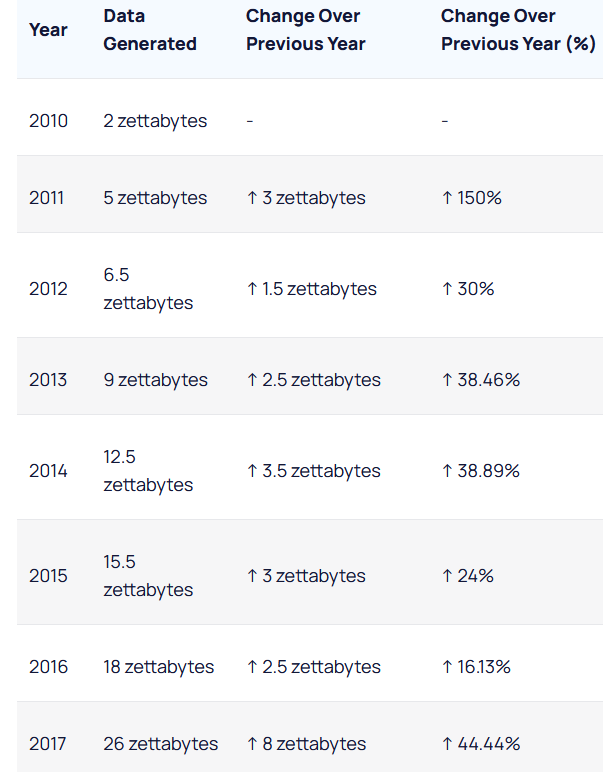 Year Data Generated Change Over Previous Year Change Over Previous Year (%)
2010 2 zettabytes - -
2011 5 zettabytes ↑ 3 zettabytes ↑ 150%
2012 6.5 zettabytes ↑ 1.5 zettabytes ↑ 30%
2013 9 zettabytes ↑ 2.5 zettabytes ↑ 38.46%
2014 12.5 zettabytes ↑ 3.5 zettabytes ↑ 38.89%
2015 15.5 zettabytes ↑ 3 zettabytes ↑ 24%
2016 18 zettabytes ↑ 2.5 zettabytes ↑ 16.13%
2017 26 zettabytes ↑ 8 zettabytes ↑ 44.44%